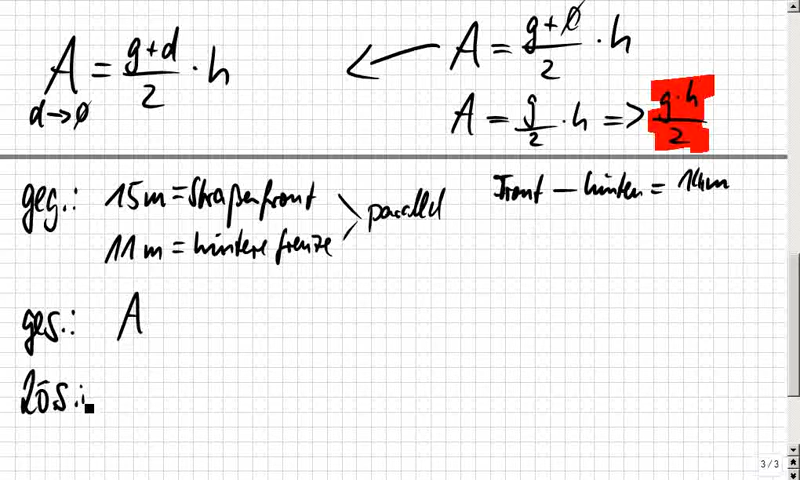 A = g+d/2 · h
d→0
A = g+0/2 · h
A = g/2 · h => g·h/2
geg.: 15m = Straßenfront
11m = hintere Grenze
parallel
Front – hinten = 14m
ges.: A
Lös.:
3/3